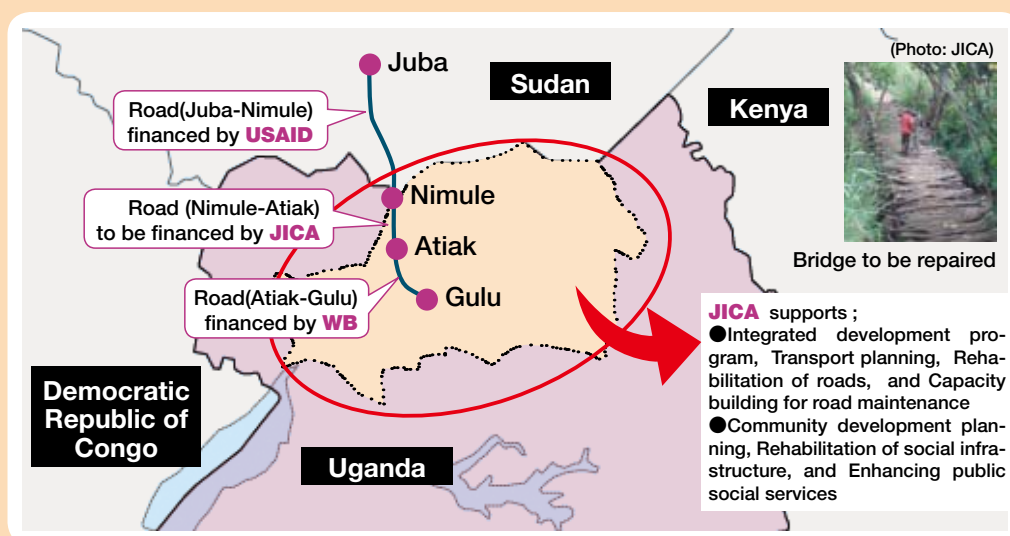 Juba
Sudan
(Photo: JICA)
Kenya
Road(Juba-Nimule)
financed by USAID
Nimule
Road (Nimule-Atiak)
to be financed by JICA
Atiak
Bridge to be repaired
Road(Atiak-Gulu)
financed by WB
Gulu
JICA supports ;
●Integrated development pro-
gram, Transport planning, Reha-
bilitation of roads, and Capacity
building for road maintenance
●Community development plan-
ning, Rehabilitation of social infra-
structure, and Enhancing public
social services
Democratic
Republic of
Congo
Uganda